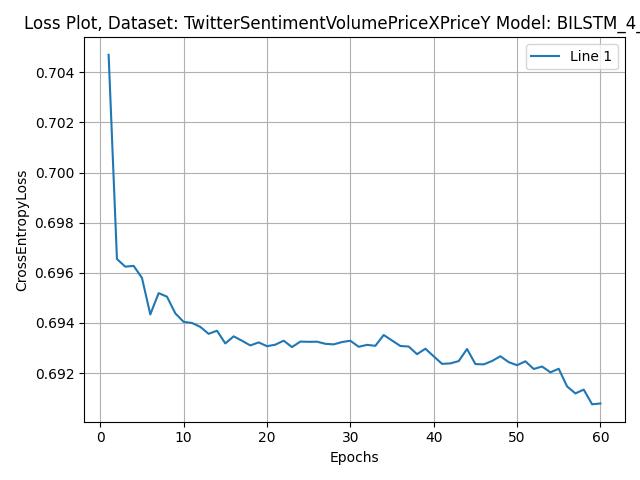 Loss Plot, Dataset: TwitterSentimentVolumePriceXPriceY Model: BILSTM_4_
Line 1
CrossEntropyLoss
0.704
0.702
0.700
0.698
0.696
0.694
0.692
0 10 20 30 40 50 60
Epochs